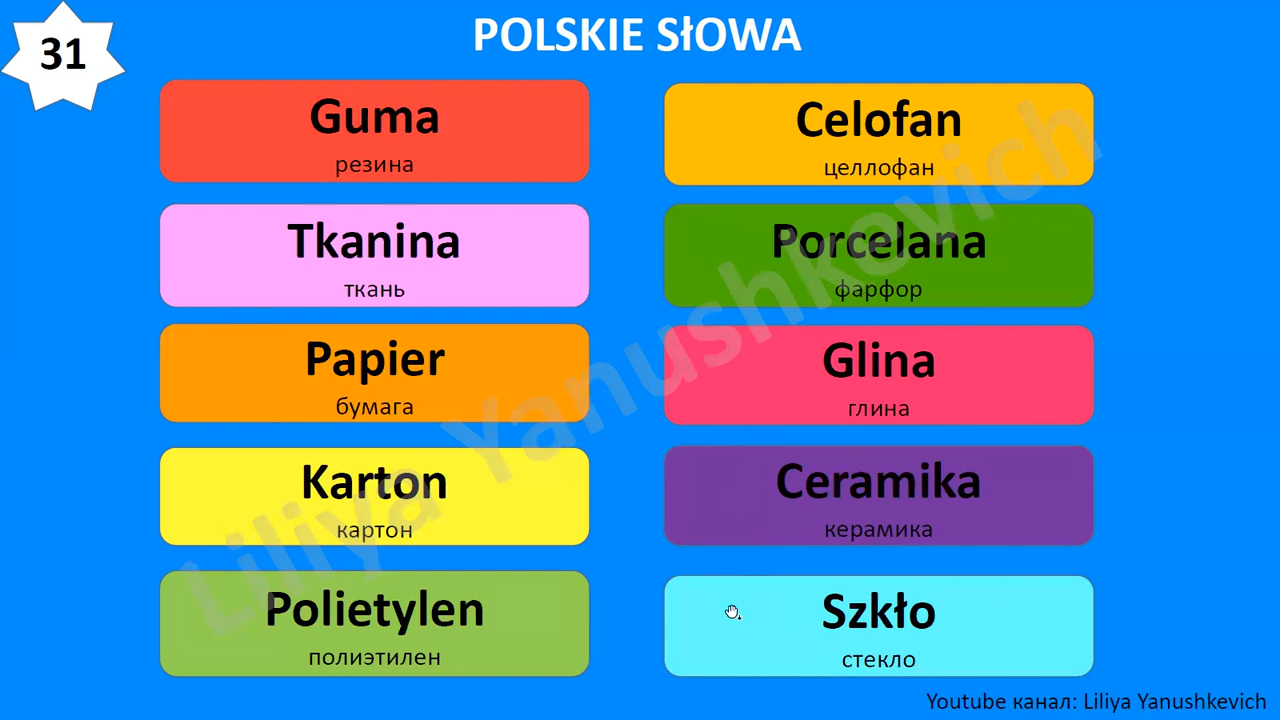 31
POLSKIE SłOWA
Guma
резина
Celofan
целлофан
Tkanina
ткань
Porcelana
фарфор
Papier
бумага
Glina
глина
Karton
картон
Ceramika
керамика
Polietylen
полиэтилен
Szkło
стекло
Liliya Yanushkevich
Youtube канал: Liliya Yanushkevich